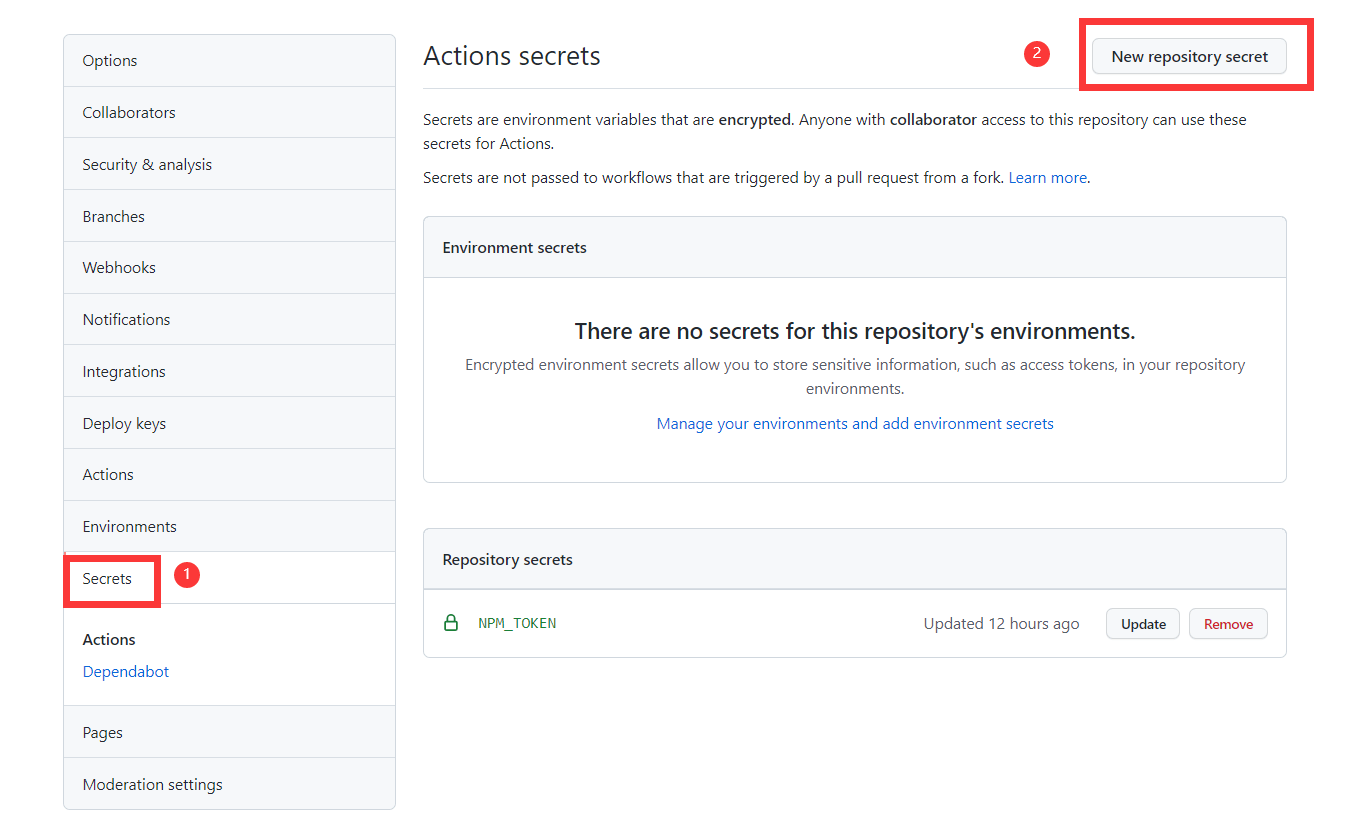 Options
Collaborators
Security & analysis
Branches
Webhooks
Notifications
Integrations
Deploy keys
Actions
Environments
Secrets
1
Actions
Dependabot
Pages
Moderation settings
Actions secrets
2
New repository secret
Secrets are environment variables that are encrypted. Anyone with collaborator access to this repository can use these
secrets for Actions.
Secrets are not passed to workflows that are triggered by a pull request from a fork. Learn more.
Environment secrets
There are no secrets for this repository's environments.
Encrypted environment secrets allow you to store sensitive information, such as access tokens, in your repository
environments.
Manage your environments and add environment secrets
Repository secrets
NPM_TOKEN
Updated 12 hours ago
Update
Remove